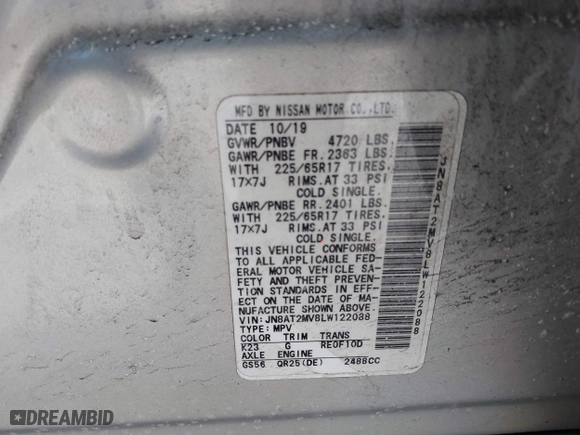 MFD BY NISSAN MOTOR CO.,LTD.
DATE 10/19
GVWR/PNBV 4720 LBS.
GAWR/PNBE FR. 2363 LBS.
WITH 225/65R17 TIRES.
17X7J RIMS.AT 33 PSI
COLD SINGLE.
GAWR/PNBE RR. 2401 LBS.
WITH 225/65R17 TIRES.
17X7J RIMS.AT 33 PSI
COLD SINGLE.
THIS VEHICLE CONFORMS
TO ALL APPLICABLE FED-
ERAL MOTOR VEHICLE SA-
FETY AND THEFT PREVEN-
TION STANDARDS IN EFF-
ECT ON THE DATE OF MA-
NUFACTURE SHOWN ABOVE.
VIN:JN8AT2MV8LW122088
TYPE: MPV
COLOR TRIM TRANS
K23 G RE0F10D
AXLE ENGINE
GS56 QR25(DE) 2488CC
JN8AT2MV8LW122088
DREAMBID